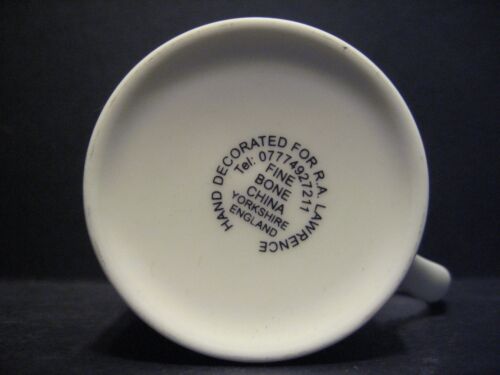 HAND DECORATED FOR R.A. LAWRENCE
Tel: 07774927211
FINE
BONE
CHINA
YORKSHIRE
ENGLAND